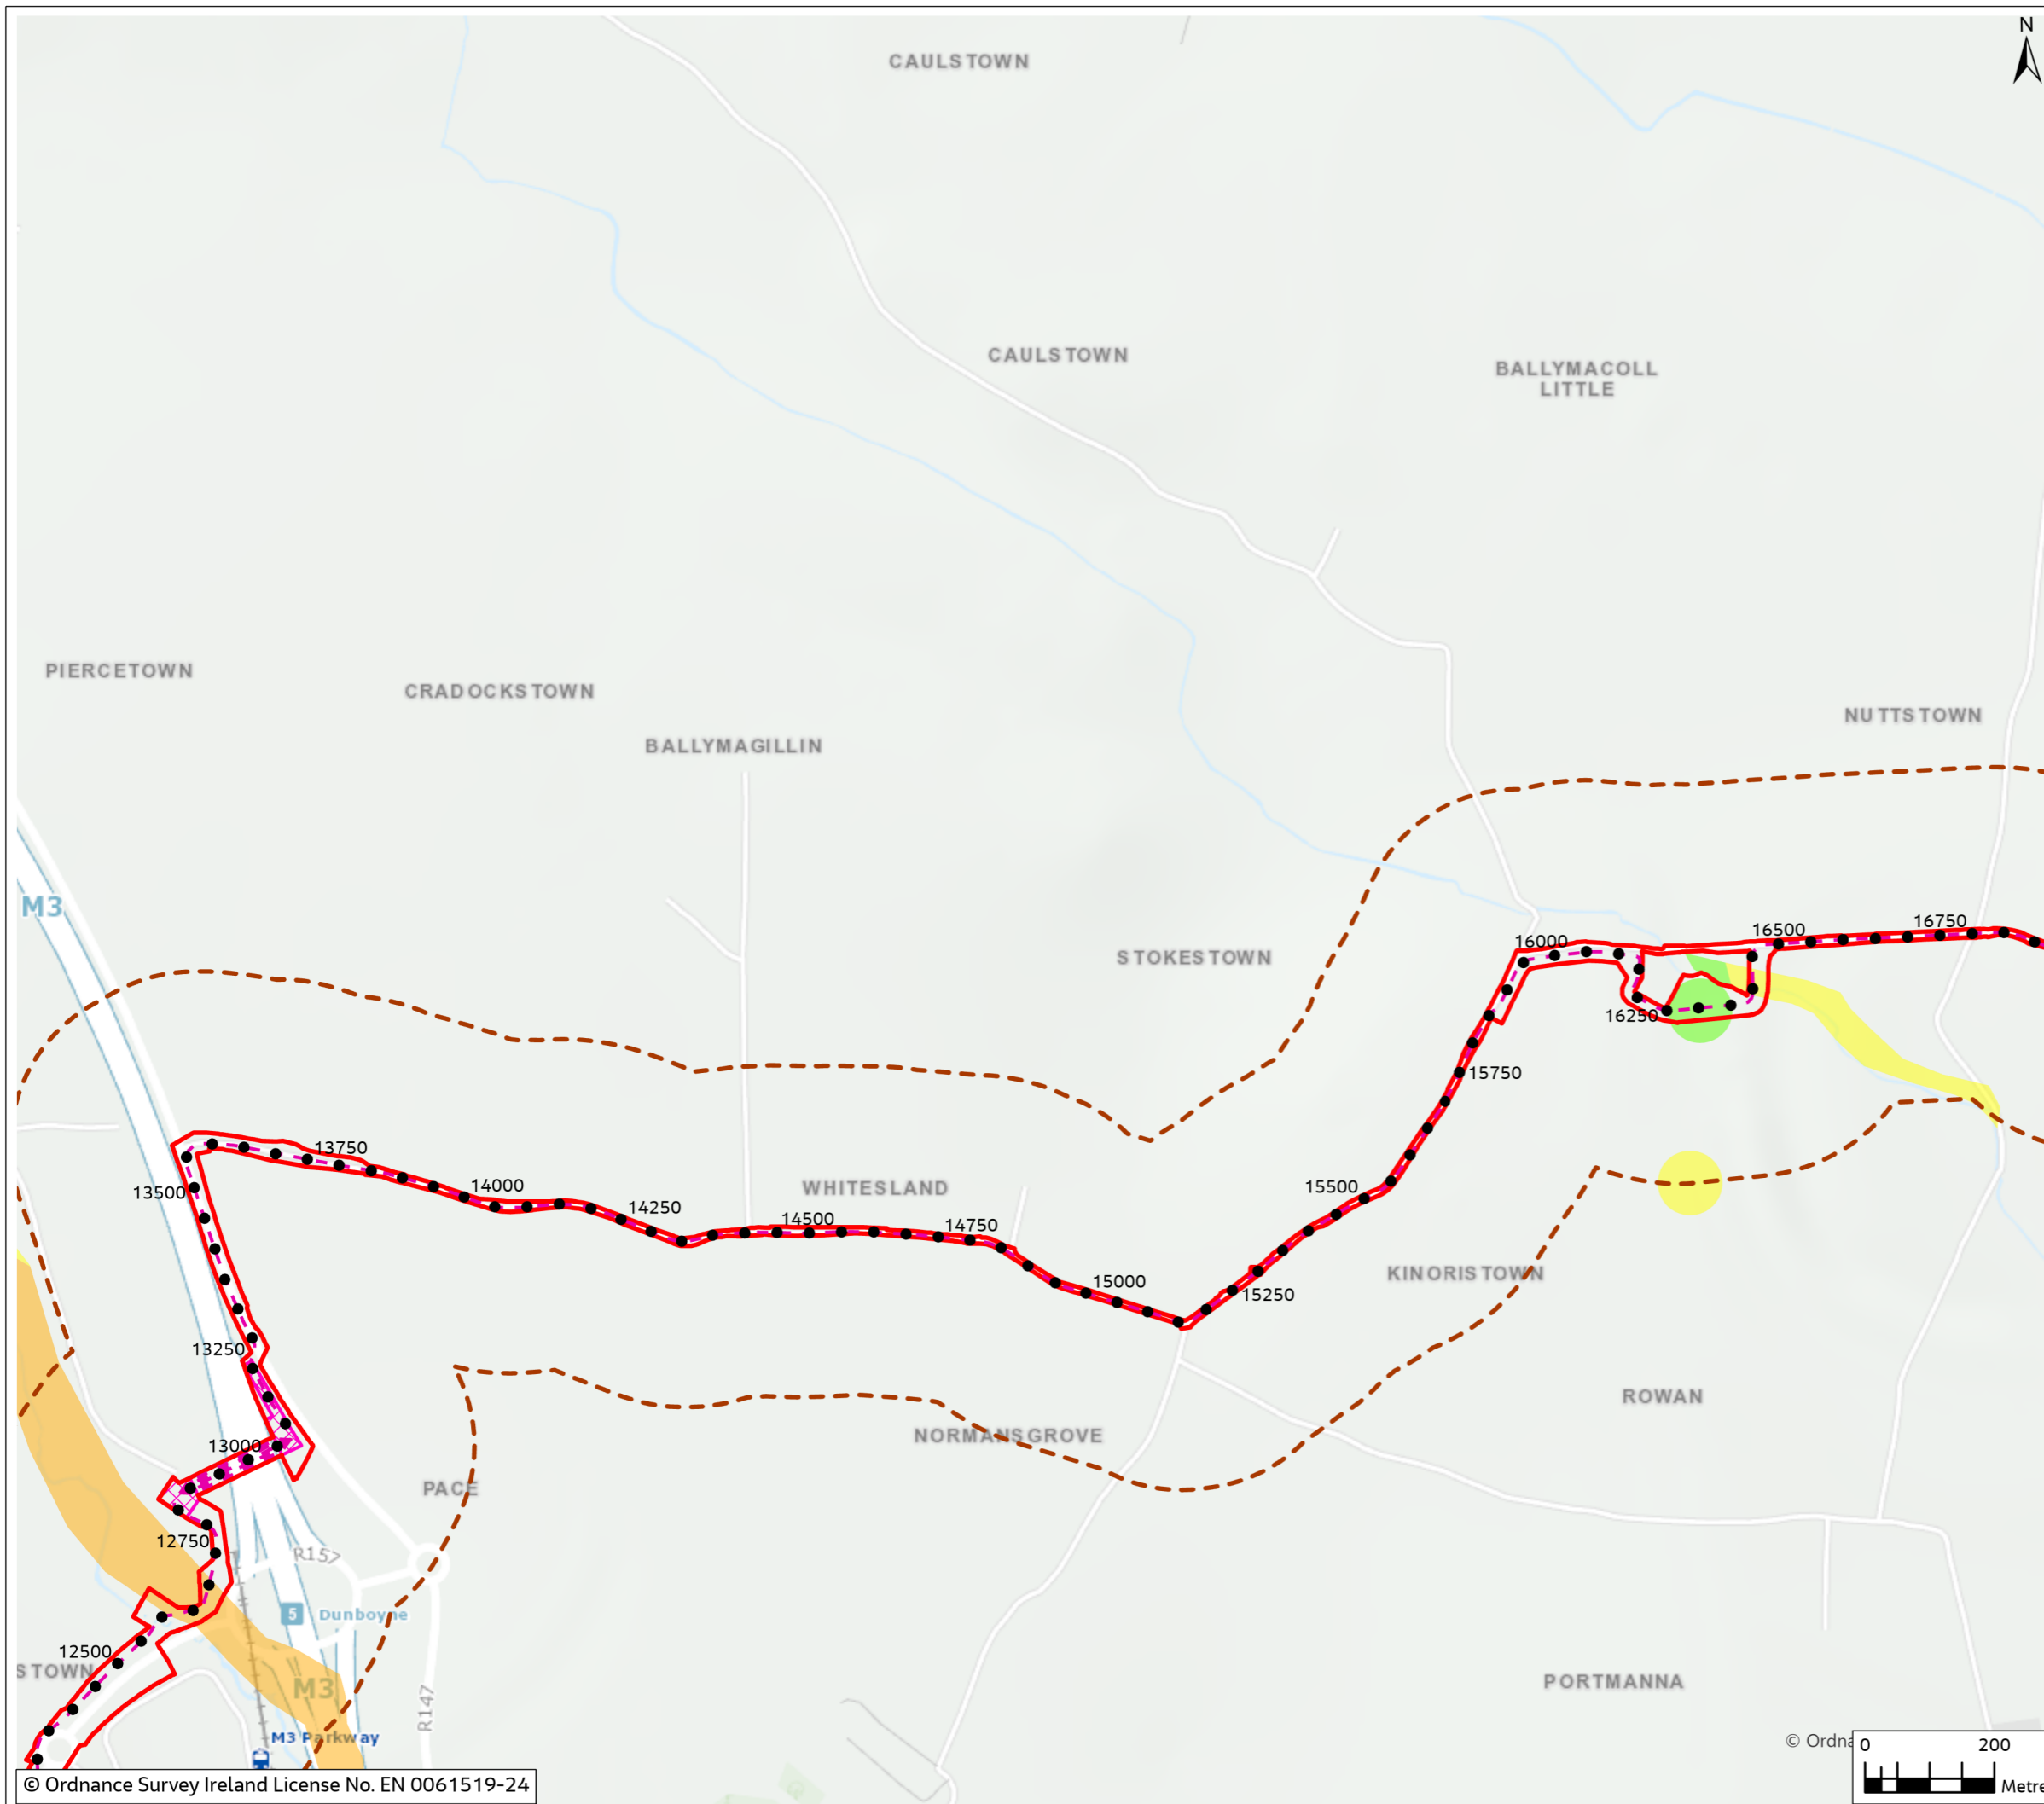 N
CAULSTOWN
CAULSTOWN
BALLYMACOLL
LITTLE
PIERCETOWN
CRADOCKSTOWN
NUTTSTOWN
BALLYMAGILLIN
M3
STOKESTOWN
16000
16500
16750
16250
15750
13750
13500
14000
WHITESLAND
15500
14250
14500
14750
KINORISTOWN
15000
15250
13250
ROWAN
NORMANSGROVE
13000
PACE
12750
R157
5 Dunboyne
12500
STOWN
M3
PORTMANNA
R147
M3 Parkway
© Ordna
0 200
Metre
© Ordnance Survey Ireland License No. EN 0061519-24